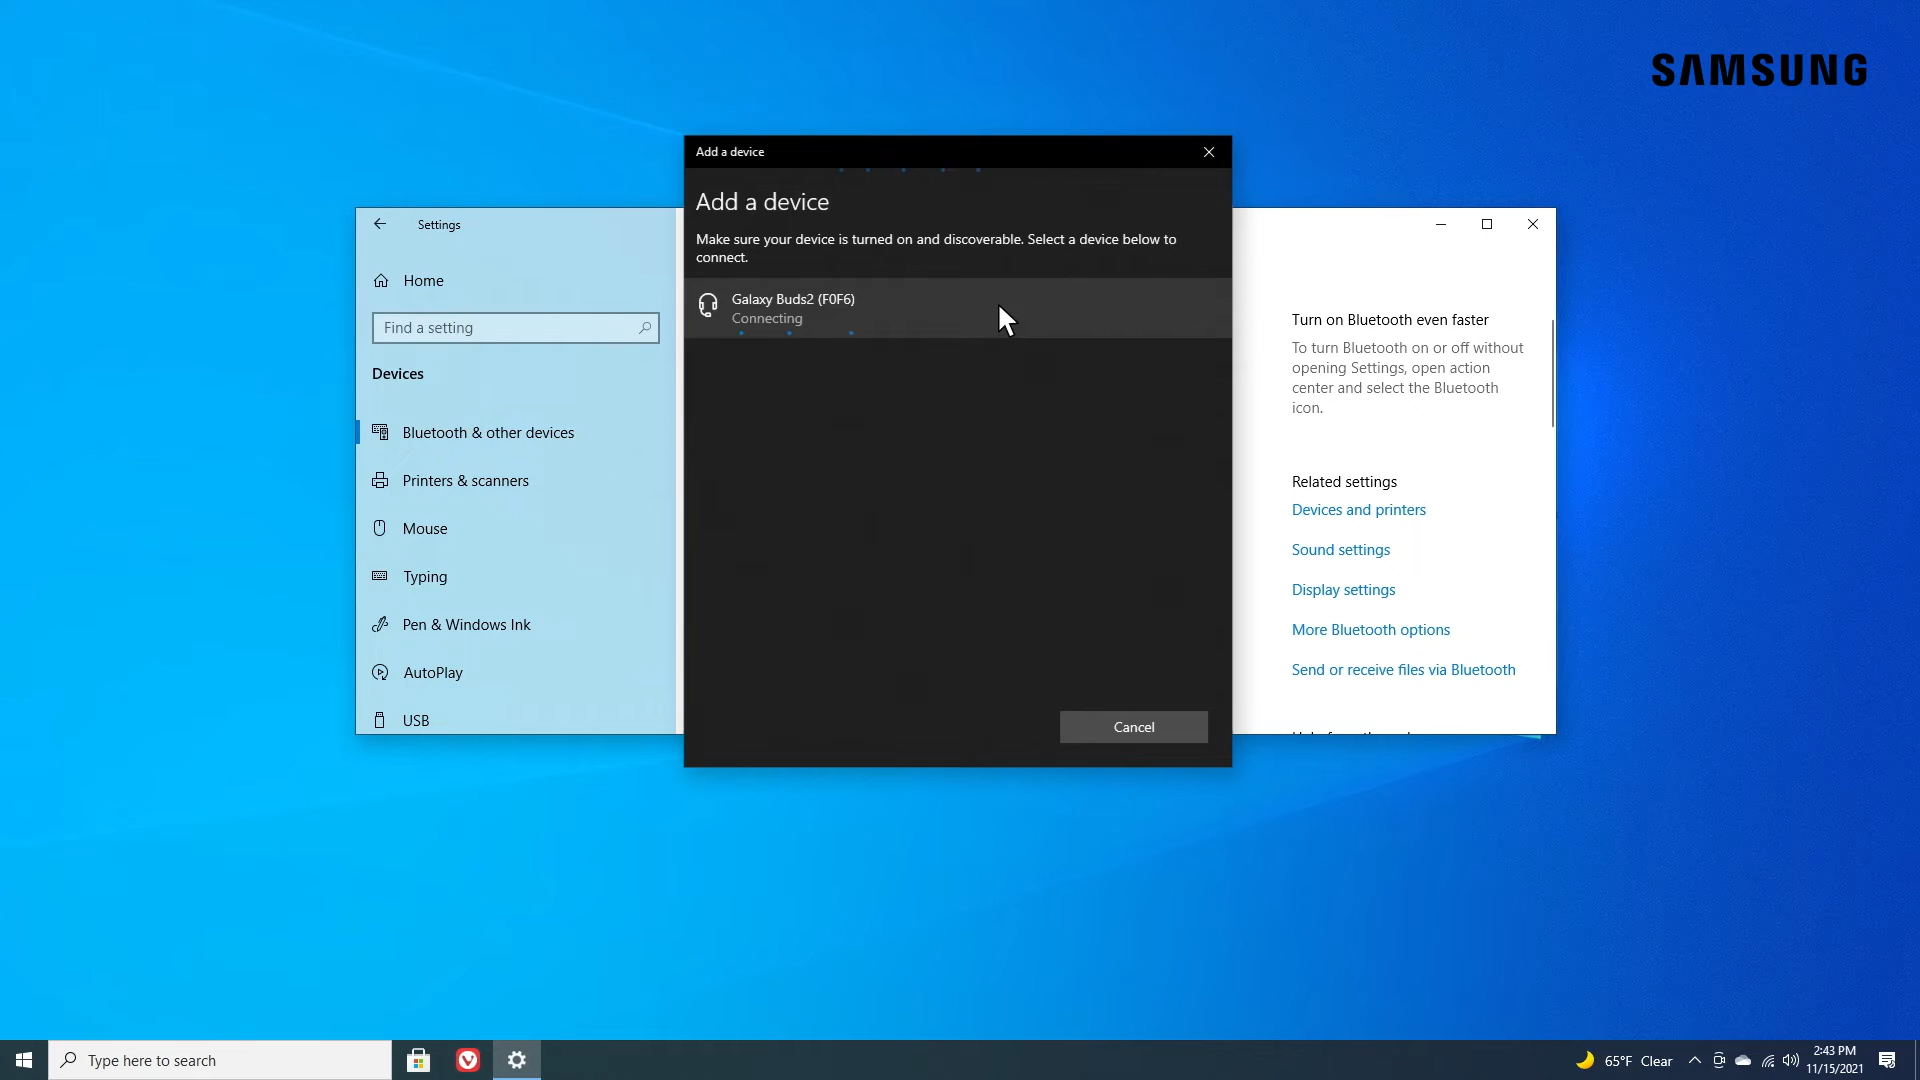 SAMSUNG
Add a device
Add a device
Make sure your device is turned on and discoverable. Select a device below to
connect.
Galaxy Buds2 (F0F6)
Connecting
Cancel
Settings
Home
Find a setting
Devices
Bluetooth & other devices
Printers & scanners
Mouse
Typing
Pen & Windows Ink
AutoPlay
USB
Turn on Bluetooth even faster
To turn Bluetooth on or off without
opening Settings, open action
center and select the Bluetooth
icon.
Related settings
Devices and printers
Sound settings
Display settings
More Bluetooth options
Send or receive files via Bluetooth
Type here to search
65°F Clear
2:43 PM
11/15/2021